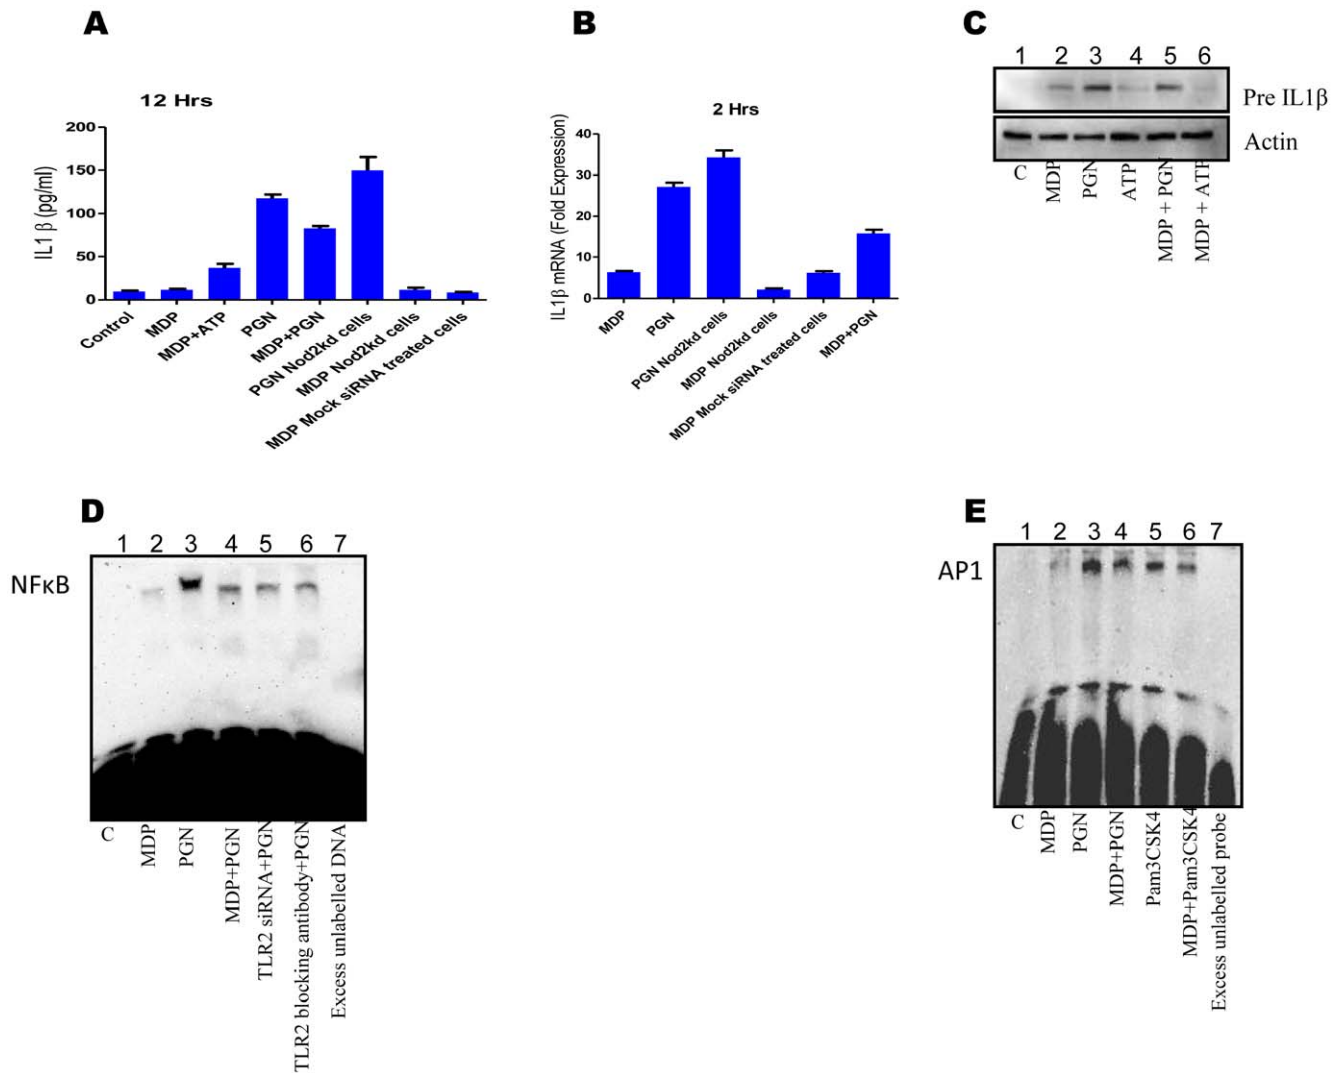 A
12 Hrs
IL1 β (pg/ml)
200
150
100
50
0
Control
MDP
MDP+ATP
PGN
MDP+PGN
PGN Nod2kd cells
MDP Nod2kd cells
MDP Mock siRNA treated cells
B
2 Hrs
IL1β mRNA (Fold Expression)
40
30
20
10
0
MDP
PGN
PGN Nod2kd cells
MDP Nod2kd cells
MDP Mock siRNA treated cells
MDP+PGN
C
1 2 3 4 5 6
Pre IL1β
Actin
C
MDP
PGN
ATP
MDP + PGN
MDP + ATP
D
1 2 3 4 5 6 7
NFκB
C
MDP
PGN
MDP+PGN
TLR2 siRNA+PGN
TLR2 blocking antibody+PGN
Excess unlabelled DNA
E
1 2 3 4 5 6 7
AP1
C
MDP
PGN
MDP+PGN
Pam3CSK4
MDP+Pam3CSK4
Excess unlabelled probe